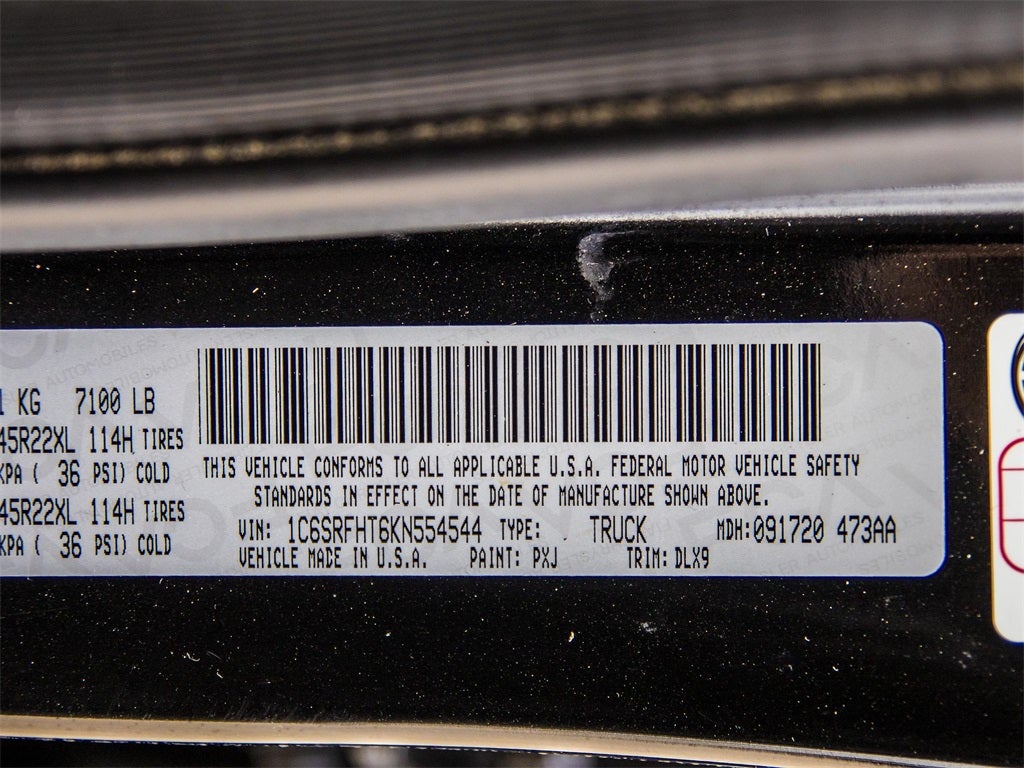 1 KG 7100 LB
45R22XL 114H TIRES
KPA ( 36 PSI) COLD
45R22XL 114H TIRES
KPA ( 36 PSI) COLD
THIS VEHICLE CONFORMS TO ALL APPLICABLE U.S.A. FEDERAL MOTOR VEHICLE SAFETY
STANDARDS IN EFFECT ON THE DATE OF MANUFACTURE SHOWN ABOVE.
VIN: 1C6SRFHT6KN554544 TYPE: TRUCK MDH: 091720 473AA
VEHICLE MADE IN U.S.A. PAINT: PXJ TRIM: DLX9